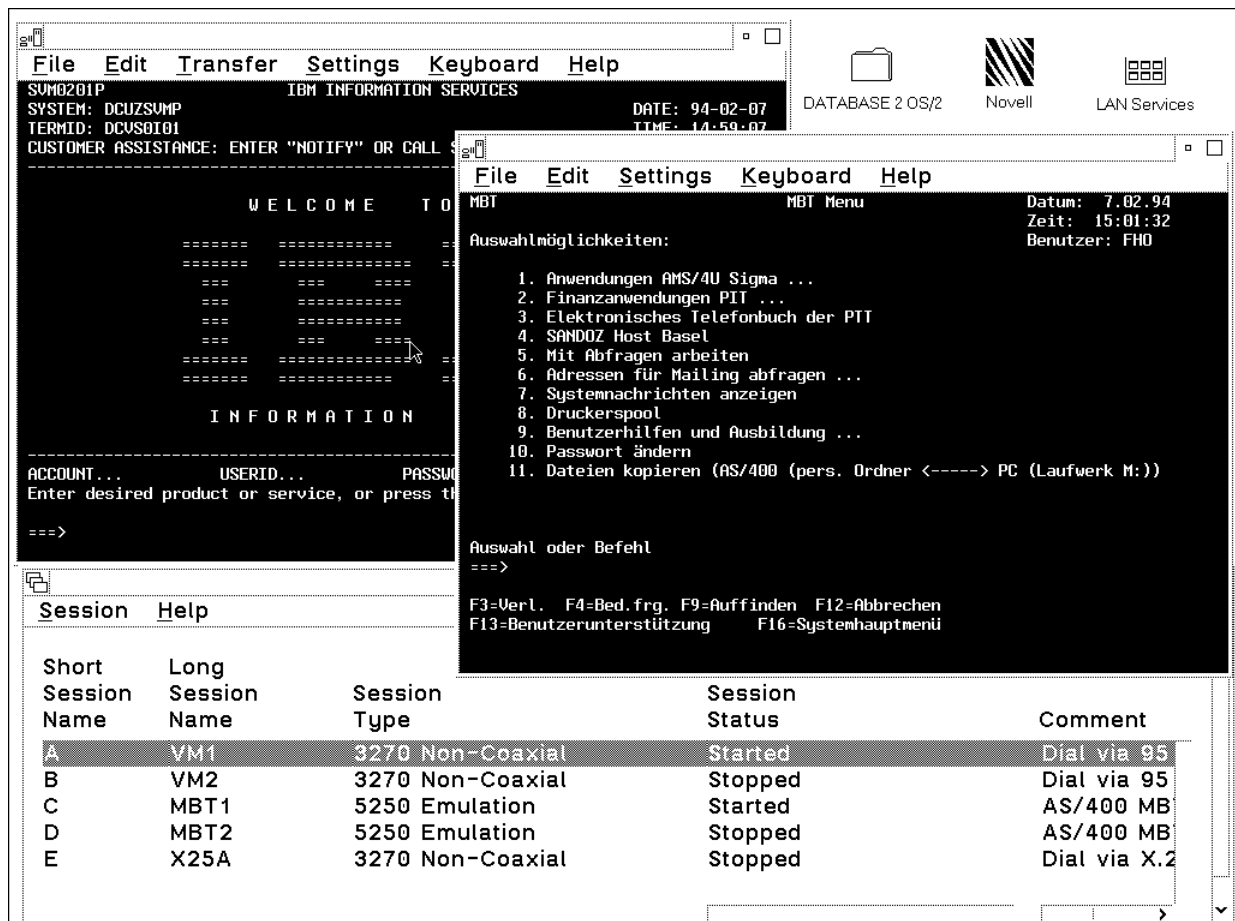 File Edit Transfer Settings Keyboard Help
SVM0201P IBM INFORMATION SERVICES
SYSTEM: DCUZSVMP DATE: 94-02-07
TERMID: DCVS0I01 TIME: 14:59:07
CUSTOMER ASSISTANCE: ENTER "NOTIFY" OR CALL
WELCOME TO
INFORMATION
ACCOUNT... USERID...
Enter desired product or service, or press
===>
DATABASE 2 OS/2
Novell
LAN Services
File Edit Settings Keyboard Help
MBT MBT Menu Datum: 7.02.94
Zeit: 15:01:32
Auswahlmöglichkeiten: Benutzer: FHO
1. Anwendungen AMS/4U Sigma ...
2. Finanzanwendungen PIT ...
3. Elektronisches Telefonbuch der PTT
4. SANDOZ Host Basel
5. Mit Abfragen arbeiten
6. Adressen für Mailing abfragen ...
7. Systemnachrichten anzeigen
8. Druckerspool
9. Benutzerhilfen und Ausbildung ...
10. Passwort ändern
11. Dateien kopieren (AS/400 (pers. Ordner <-----> PC (Laufwerk M:))
Auswahl oder Befehl
===>
F3=Verl. F4=Bed.frg. F9=Auffinden F12=Abbrechen
F13=Benutzerunterstützung F16=Systemhauptmenü
Session Help
Short Long
Session Session Session Session
Name Name Type Status Comment
A VM1 3270 Non-Coaxial Started Dial via 95
B VM2 3270 Non-Coaxial Stopped Dial via 95
C MBT1 5250 Emulation Started AS/400 MB
D MBT2 5250 Emulation Stopped AS/400 MB
E X25A 3270 Non-Coaxial Stopped Dial via X.2